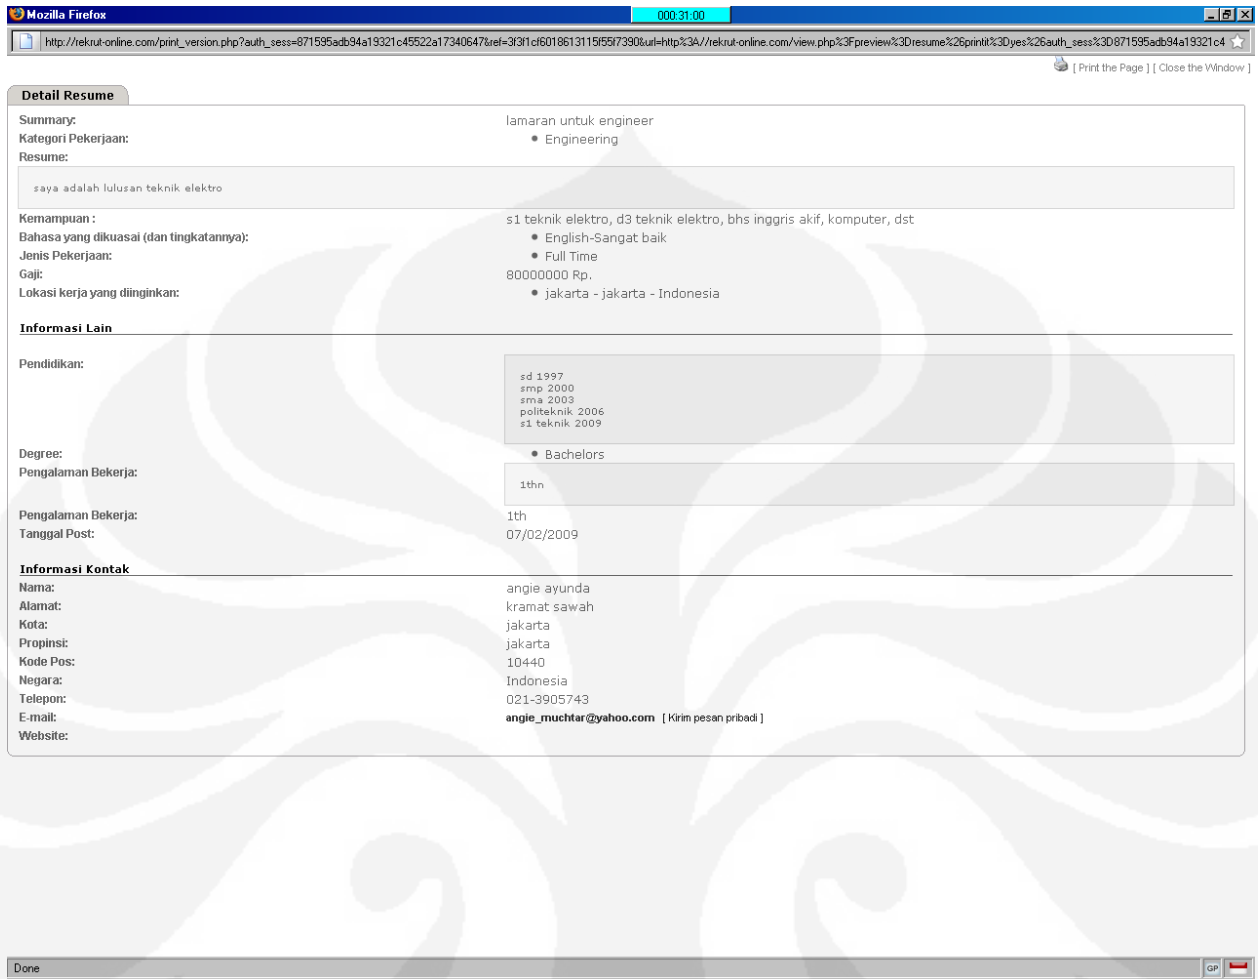 Mozilla Firefox
000:31:00
http://rekrut-online.com/print_version.php?auth_sess=871595adb94a19321c45522a17340647&ref=3f3f1cf6018613115f55f7390&url=http%3A//rekrut-online.com/view.php%3Fpreview%3Dresume%26printit%3Dyes%26auth_sess%3D871595adb94a19321c4
[ Print the Page ] [ Close the Window ]
Detail Resume
Summary: lamaran untuk engineer
Kategori Pekerjaan: • Engineering
Resume:
saya adalah lulusan teknik elektro
Kemampuan : s1 teknik elektro, d3 teknik elektro, bhs inggris akif, komputer, dst
Bahasa yang dikuasai (dan tingkatannya): • English-Sangat baik
Jenis Pekerjaan: • Full Time
Gaji: 80000000 Rp.
Lokasi kerja yang diinginkan: • jakarta - jakarta - Indonesia
Informasi Lain
Pendidikan:
sd 1997
smp 2000
sma 2003
politeknik 2006
s1 teknik 2009
Degree: • Bachelors
Pengalaman Bekerja:
1thn
Pengalaman Bekerja: 1th
Tanggal Post: 07/02/2009
Informasi Kontak
Nama: angie ayunda
Alamat: kramat sawah
Kota: jakarta
Propinsi: jakarta
Kode Pos: 10440
Negara: Indonesia
Telepon: 021-3905743
E-mail: angie_muchtar@yahoo.com [ Kirim pesan pribadi ]
Website:
Done
GP